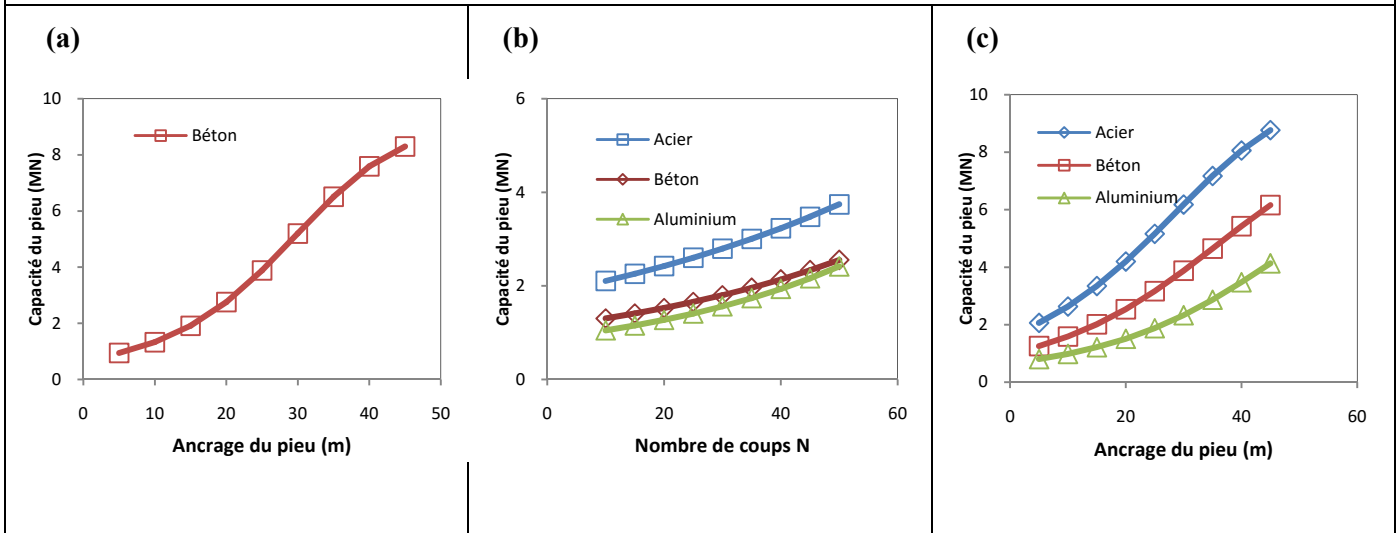 (a)
Capacité du pieu (MN)
10
8
6
4
2
0
Béton
0 10 20 30 40 50
Ancrage du pieu (m)
(b)
Capacité du pieu (MN)
6
4
2
0
Acier
Béton
Aluminium
0 20 40 60
Nombre de coups N
(c)
Capacité du pieu (MN)
10
8
6
4
2
0
Acier
Béton
Aluminium
0 20 40 60
Ancrage du pieu (m)